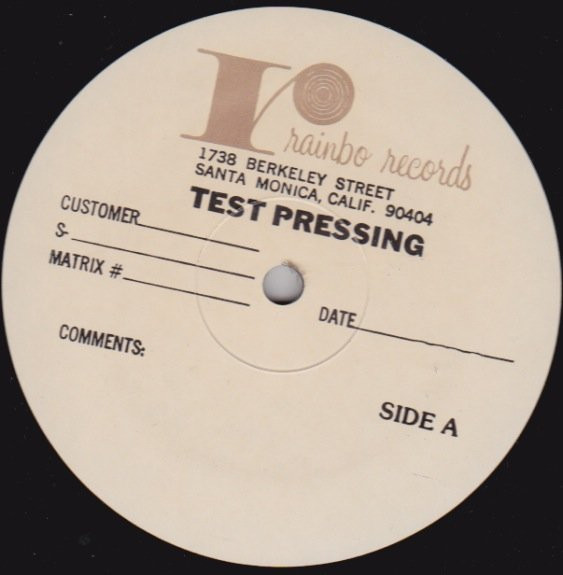 r
rainbo records
1738 BERKELEY STREET
SANTA MONICA, CALIF. 90404
TEST PRESSING
CUSTOMER
S-
MATRIX #
DATE
COMMENTS:
SIDE A